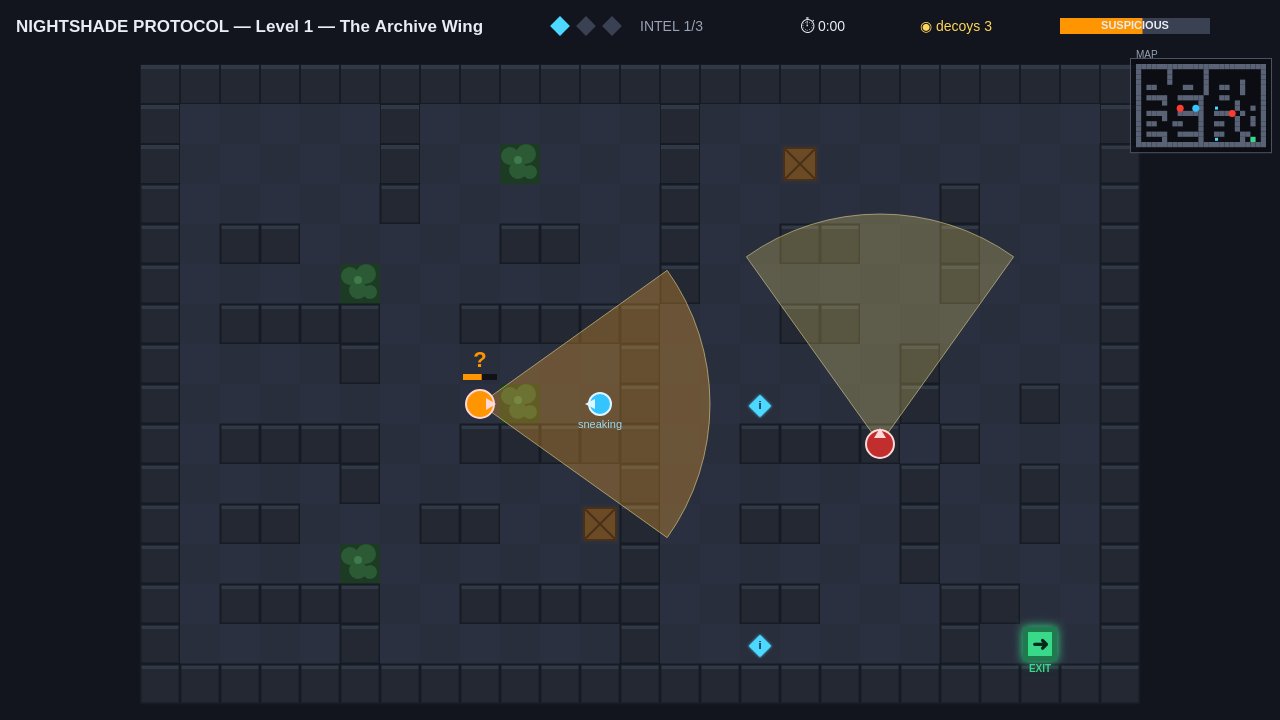 NIGHTSHADE PROTOCOL — Level 1 — The Archive Wing
INTEL 1/3
⏱0:00
◉ decoys 3
SUSPICIOUS
MAP
?
sneaking
i
i
➜
EXIT